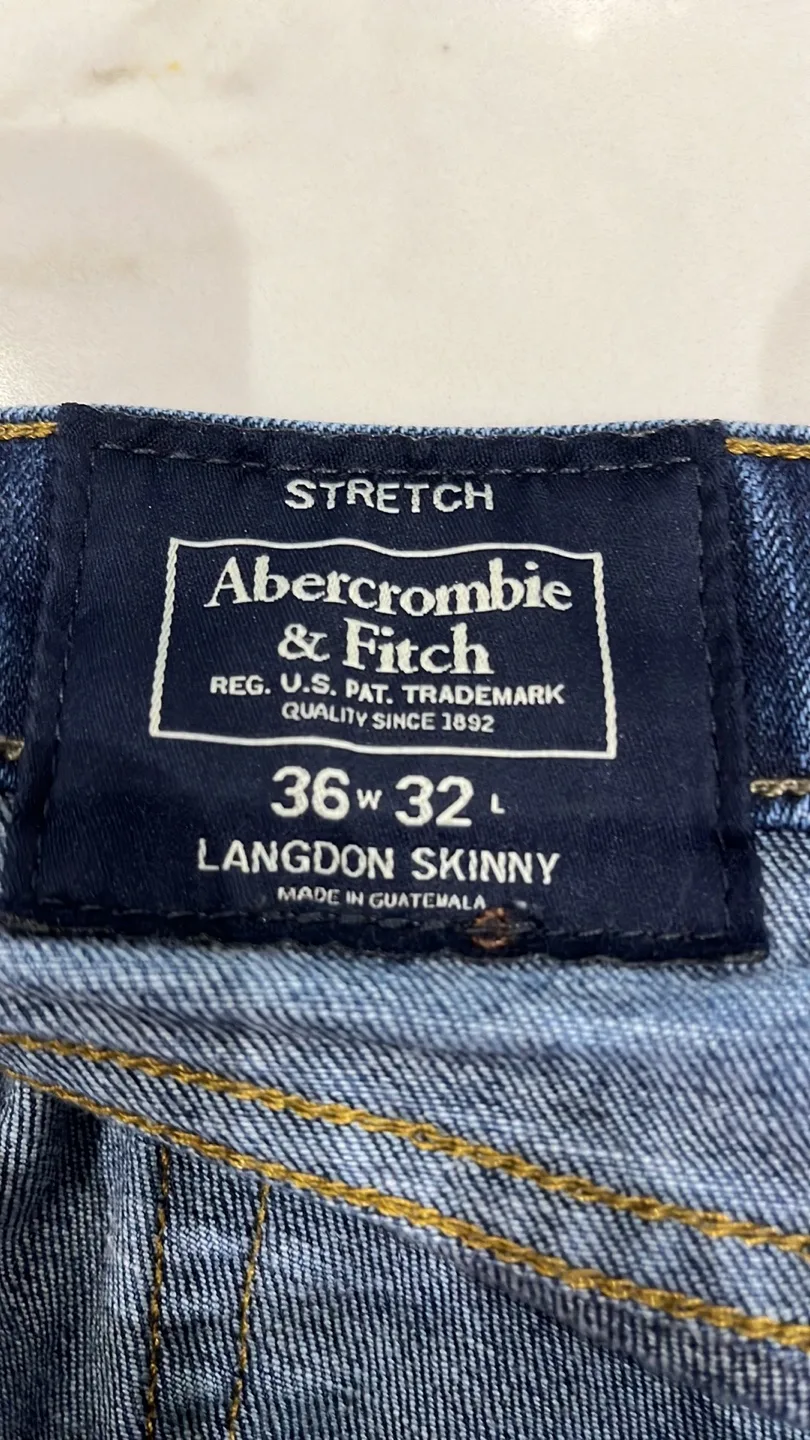 STRETCH
Abercrombie
& Fitch
REG. U.S. PAT. TRADEMARK
QUALITY SINCE 1892
36 W 32 L
LANGDON SKINNY
MADE IN GUATEMALA